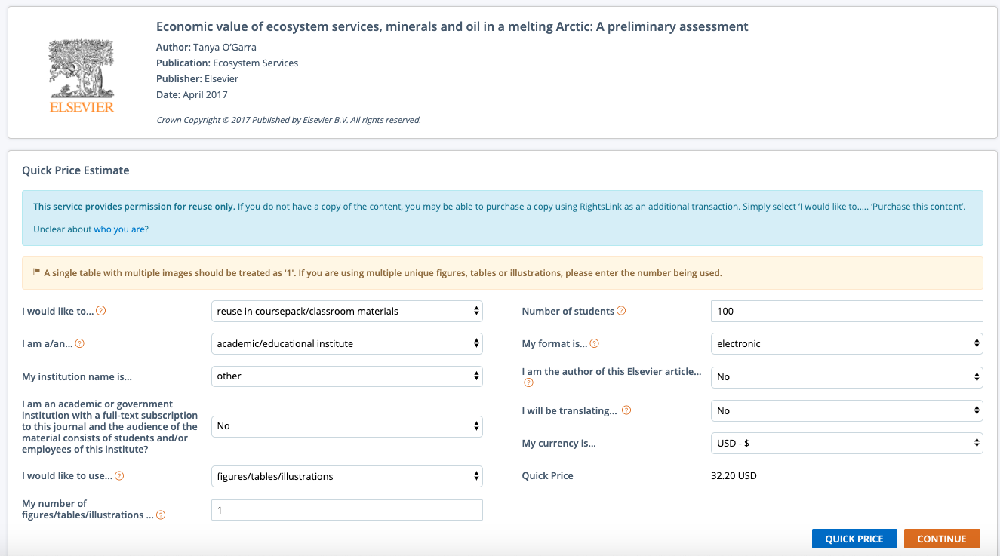 Economic value of ecosystem services, minerals and oil in a melting Arctic: A preliminary assessment
Author: Tanya O’Garra
Publication: Ecosystem Services
Publisher: Elsevier
Date: April 2017
Crown Copyright © 2017 Published by Elsevier B.V. All rights reserved.
ELSEVIER
Quick Price Estimate
This service provides permission for reuse only. If you do not have a copy of the content, you may be able to purchase a copy using RightsLink as an additional transaction. Simply select ‘I would like to..... ‘Purchase this content’.
Unclear about who you are?
A single table with multiple images should be treated as '1'. If you are using multiple unique figures, tables or illustrations, please enter the number being used.
I would like to... ?
reuse in coursepack/classroom materials
I am a/an... ?
academic/educational institute
My institution name is...
other
I am an academic or government
institution with a full-text subscription
to this journal and the audience of the
material consists of students and/or
employees of this institute?
No
I would like to use... ?
figures/tables/illustrations
My number of
figures/tables/illustrations ... ?
1
Number of students ?
100
My format is... ?
electronic
I am the author of this Elsevier article...
?
No
I will be translating... ?
No
My currency is...
USD - $
Quick Price
32.20 USD
QUICK PRICE
CONTINUE